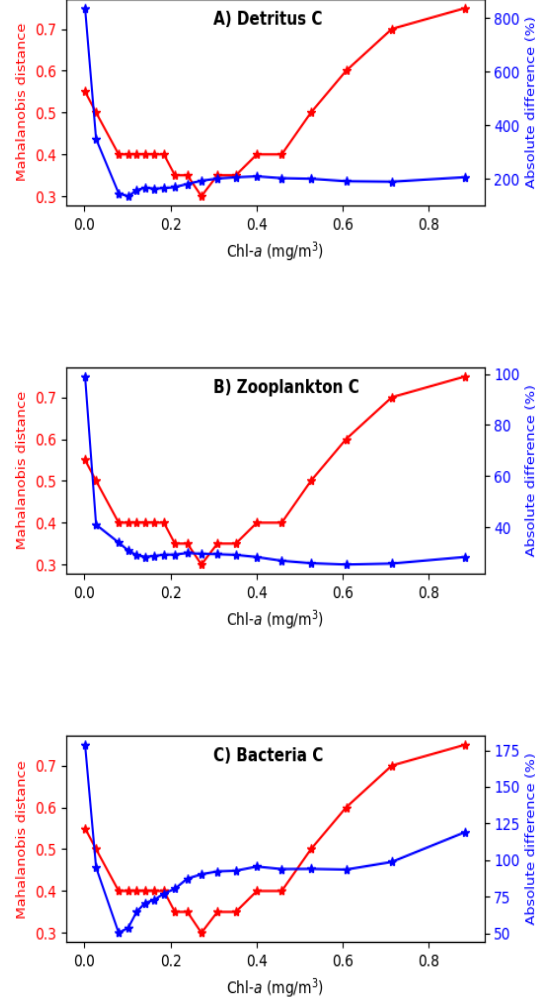 A) Detritus C
Mahalanobis distance
0.7
0.6
0.5
0.4
0.3
800
600
400
200
Absolute difference (%)
0.0 0.2 0.4 0.6 0.8
Chl-a (mg/m³)
B) Zooplankton C
Mahalanobis distance
0.7
0.6
0.5
0.4
0.3
100
80
60
40
Absolute difference (%)
0.0 0.2 0.4 0.6 0.8
Chl-a (mg/m³)
C) Bacteria C
Mahalanobis distance
0.7
0.6
0.5
0.4
0.3
175
150
125
100
75
50
Absolute difference (%)
0.0 0.2 0.4 0.6 0.8
Chl-a (mg/m³)